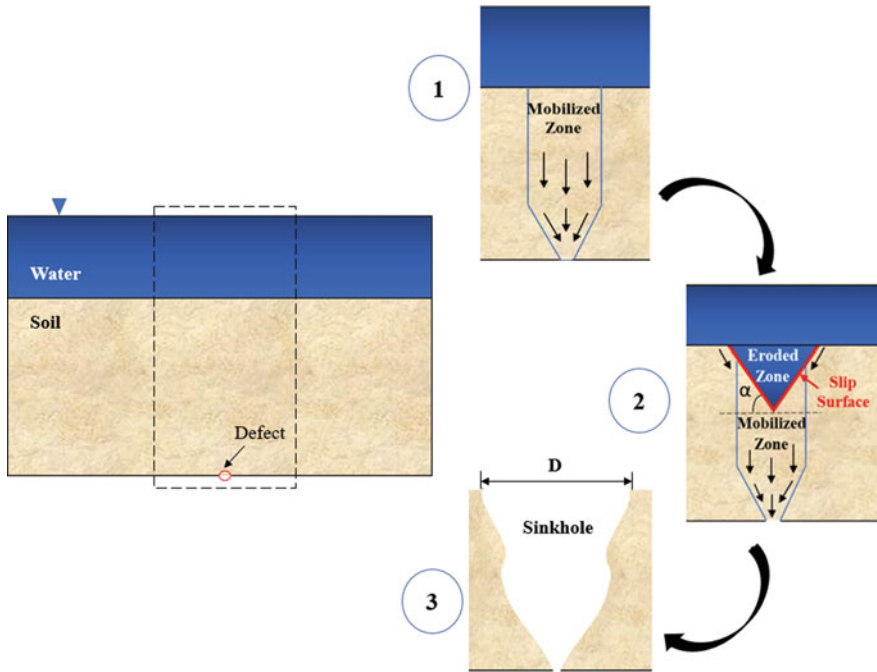 Water
Soil
Defect
1
Mobilized
Zone
2
Eroded
Zone
Slip
Surface
α
Mobilized
Zone
3
D
Sinkhole